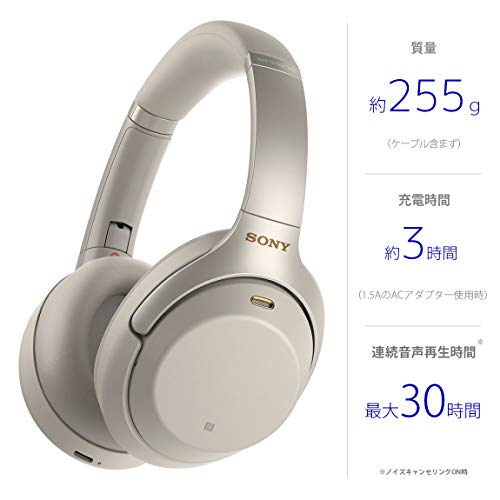 SONY
質量
約255g
(ケーブル含まず)
充電時間
約3時間
(1.5AのACアダプター使用時)
連続音声再生時間※
最大30時間
※ノイズキャンセリングON時